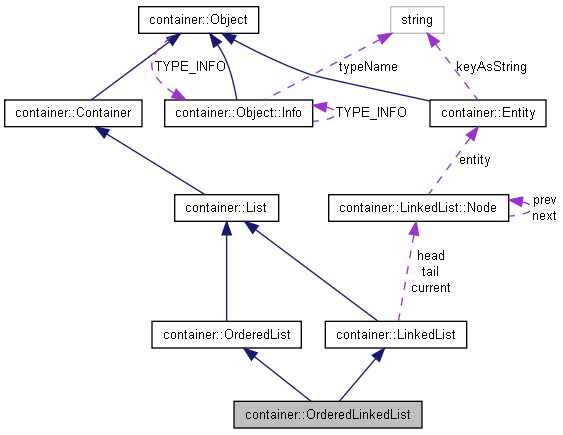 container::Object
string
TYPE_INFO
typeName
keyAsString
container::Container
container::Object::Info
TYPE_INFO
container::Entity
entity
container::List
container::LinkedList::Node
prev
next
head
tail
current
container::OrderedList
container::LinkedList
container::OrderedLinkedList